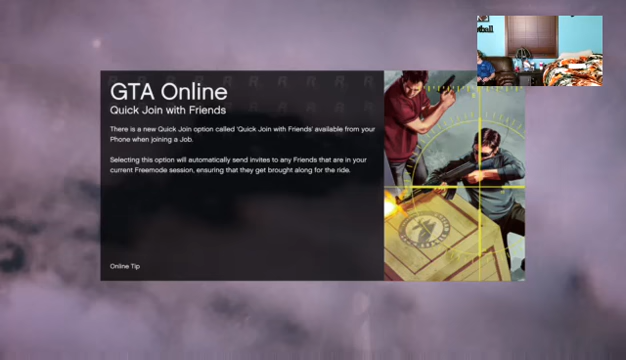 GTA Online
Quick Join with Friends
There is a new Quick Join option called 'Quick Join with Friends' available from your
Phone when joining a Job.
Selecting this option will automatically send invites to any Friends that are in your
current Freemode session, ensuring that they get brought along for the ride.
Online Tip